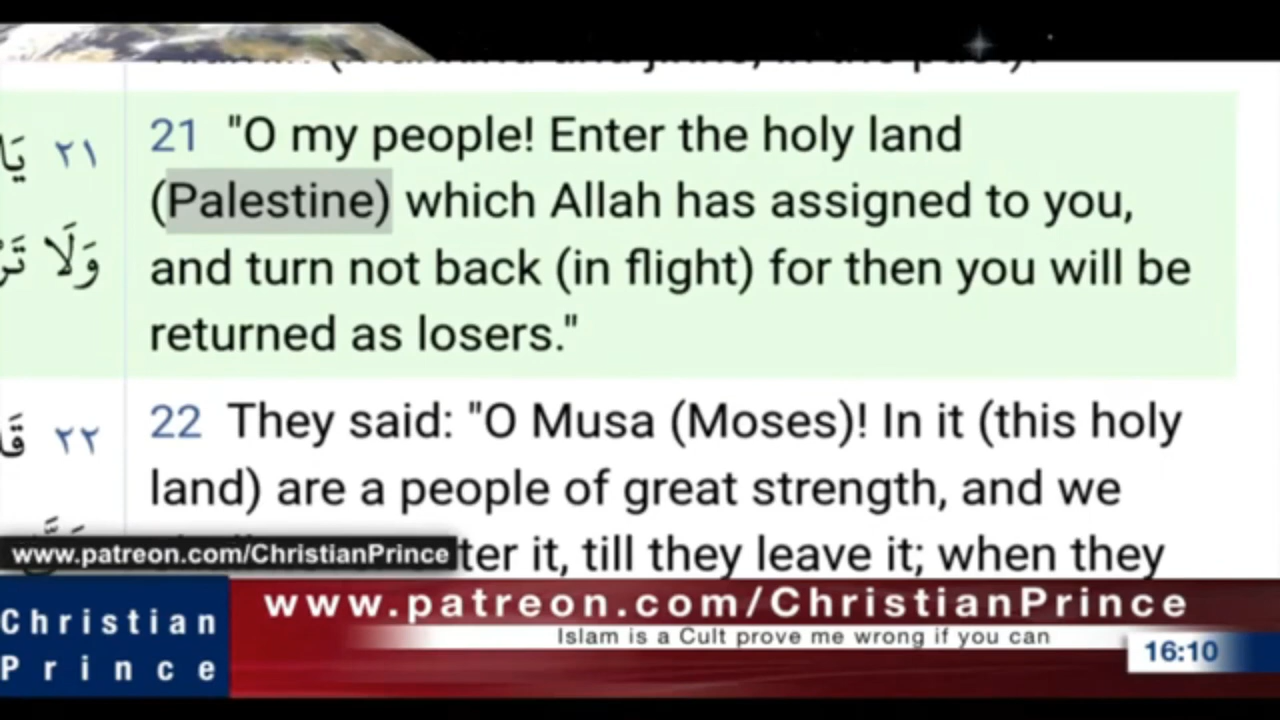 21 "O my people! Enter the holy land
(Palestine) which Allah has assigned to you,
and turn not back (in flight) for then you will be
returned as losers."
٢١ يَا
وَلَا
22 They said: "O Musa (Moses)! In it (this holy
land) are a people of great strength, and we
ter it, till they leave it; when they
٢٢
www.patreon.com/ChristianPrince
Christian
Prince
www.patreon.com/ChristianPrince
Islam is a Cult prove me wrong if you can
16:10